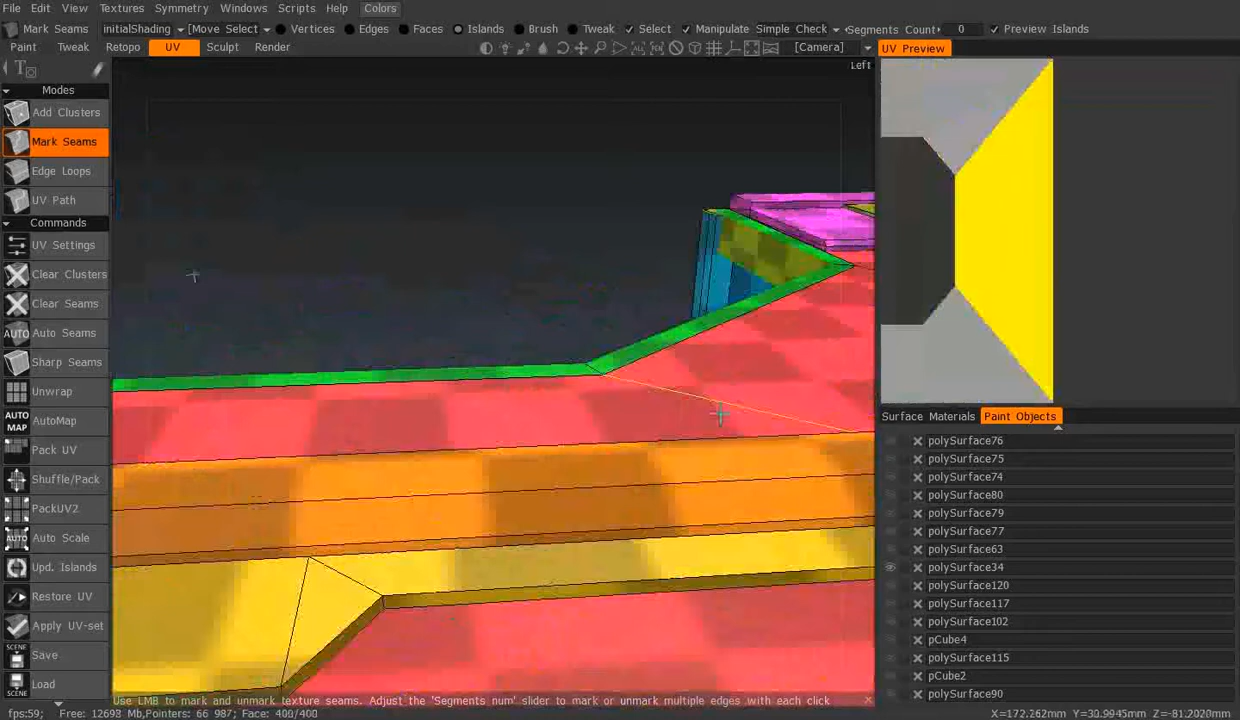 File Edit View Textures Symmetry Windows Scripts Help Colors
Mark Seams initialShading [Move Select] Vertices Edges Faces Islands Brush Tweak Select Manipulate Simple Check Segments Count 0 Preview Islands
Paint Tweak Retopo UV Sculpt Render [Camera] UV Preview
Left
Modes
Add Clusters
Mark Seams
Edge Loops
UV Path
Commands
UV Settings
Clear Clusters
Clear Seams
AUTO Auto Seams
Sharp Seams
Unwrap
AUTO MAP AutoMap
Pack UV
Shuffle/Pack
PackUV2
AUTO Auto Scale
Upd. Islands
Restore UV
Apply UV-set
SCENE Save
Load
SCENE
Surface Materials Paint Objects
polySurface76
polySurface75
polySurface74
polySurface80
polySurface79
polySurface77
polySurface63
polySurface34
polySurface120
polySurface117
polySurface102
pCube4
polySurface115
pCube2
polySurface90
Use LMB to mark and unmark texture seams. Adjust the 'Segments num' slider to mark or unmark multiple edges with each click
fps:59; Free: 12698 Mb,Pointers: 66 987; Face: 400/400 X=172.262mm Y=30.9945mm Z=-81.2020mm